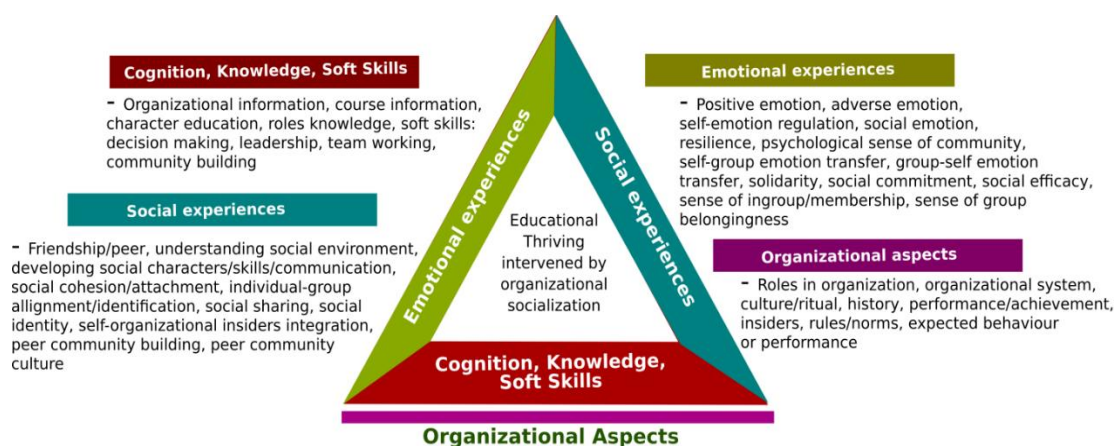 Cognition, Knowledge, Soft Skills
- Organizational information, course information,
character education, roles knowledge, soft skills:
decision making, leadership, team working,
community building
Social experiences
- Friendship/peer, understanding social environment,
developing social characters/skills/communication,
social cohesion/attachment, individual-group
allignment/identification, social sharing, social
identity, self-organizational insiders integration,
peer community building, peer community
culture
Emotional experiences
Social experiences
Educational
Thriving
intervened by
organizational
socialization
Cognition, Knowledge,
Soft Skills
Organizational Aspects
Emotional experiences
- Positive emotion, adverse emotion,
self-emotion regulation, social emotion,
resilience, psychological sense of community,
self-group emotion transfer, group-self emotion
transfer, solidarity, social commitment, social efficacy,
sense of ingroup/membership, sense of group
belongingness
Organizational aspects
- Roles in organization, organizational system,
culture/ritual, history, performance/achievement,
insiders, rules/norms, expected behaviour
or performance